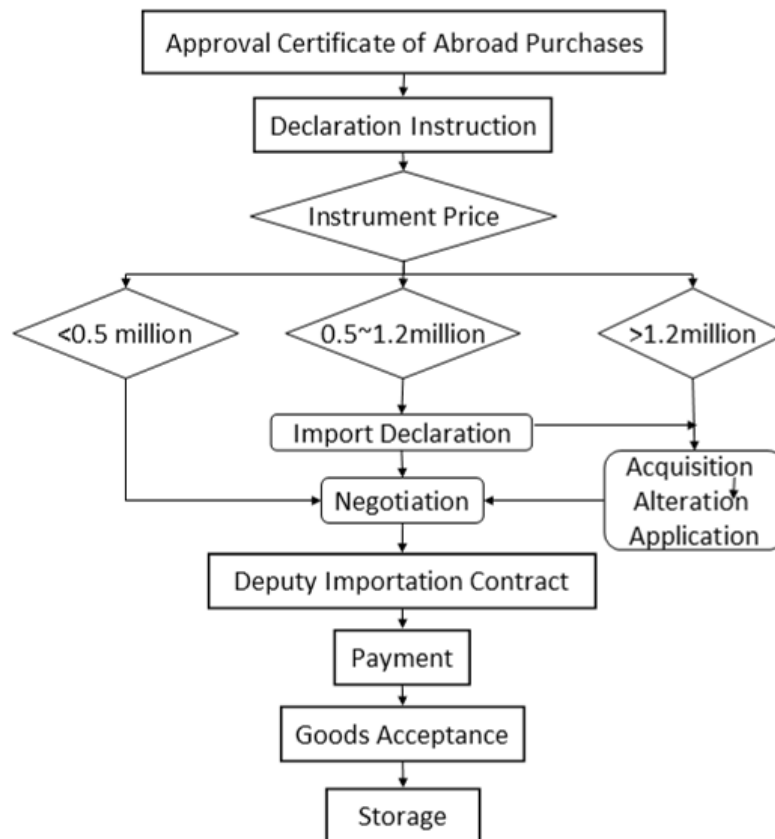 Approval Certificate of Abroad Purchases
Declaration Instruction
Instrument Price
<0.5 million
0.5~1.2million
>1.2million
Import Declaration
Acquisition
Alteration
Application
Negotiation
Deputy Importation Contract
Payment
Goods Acceptance
Storage